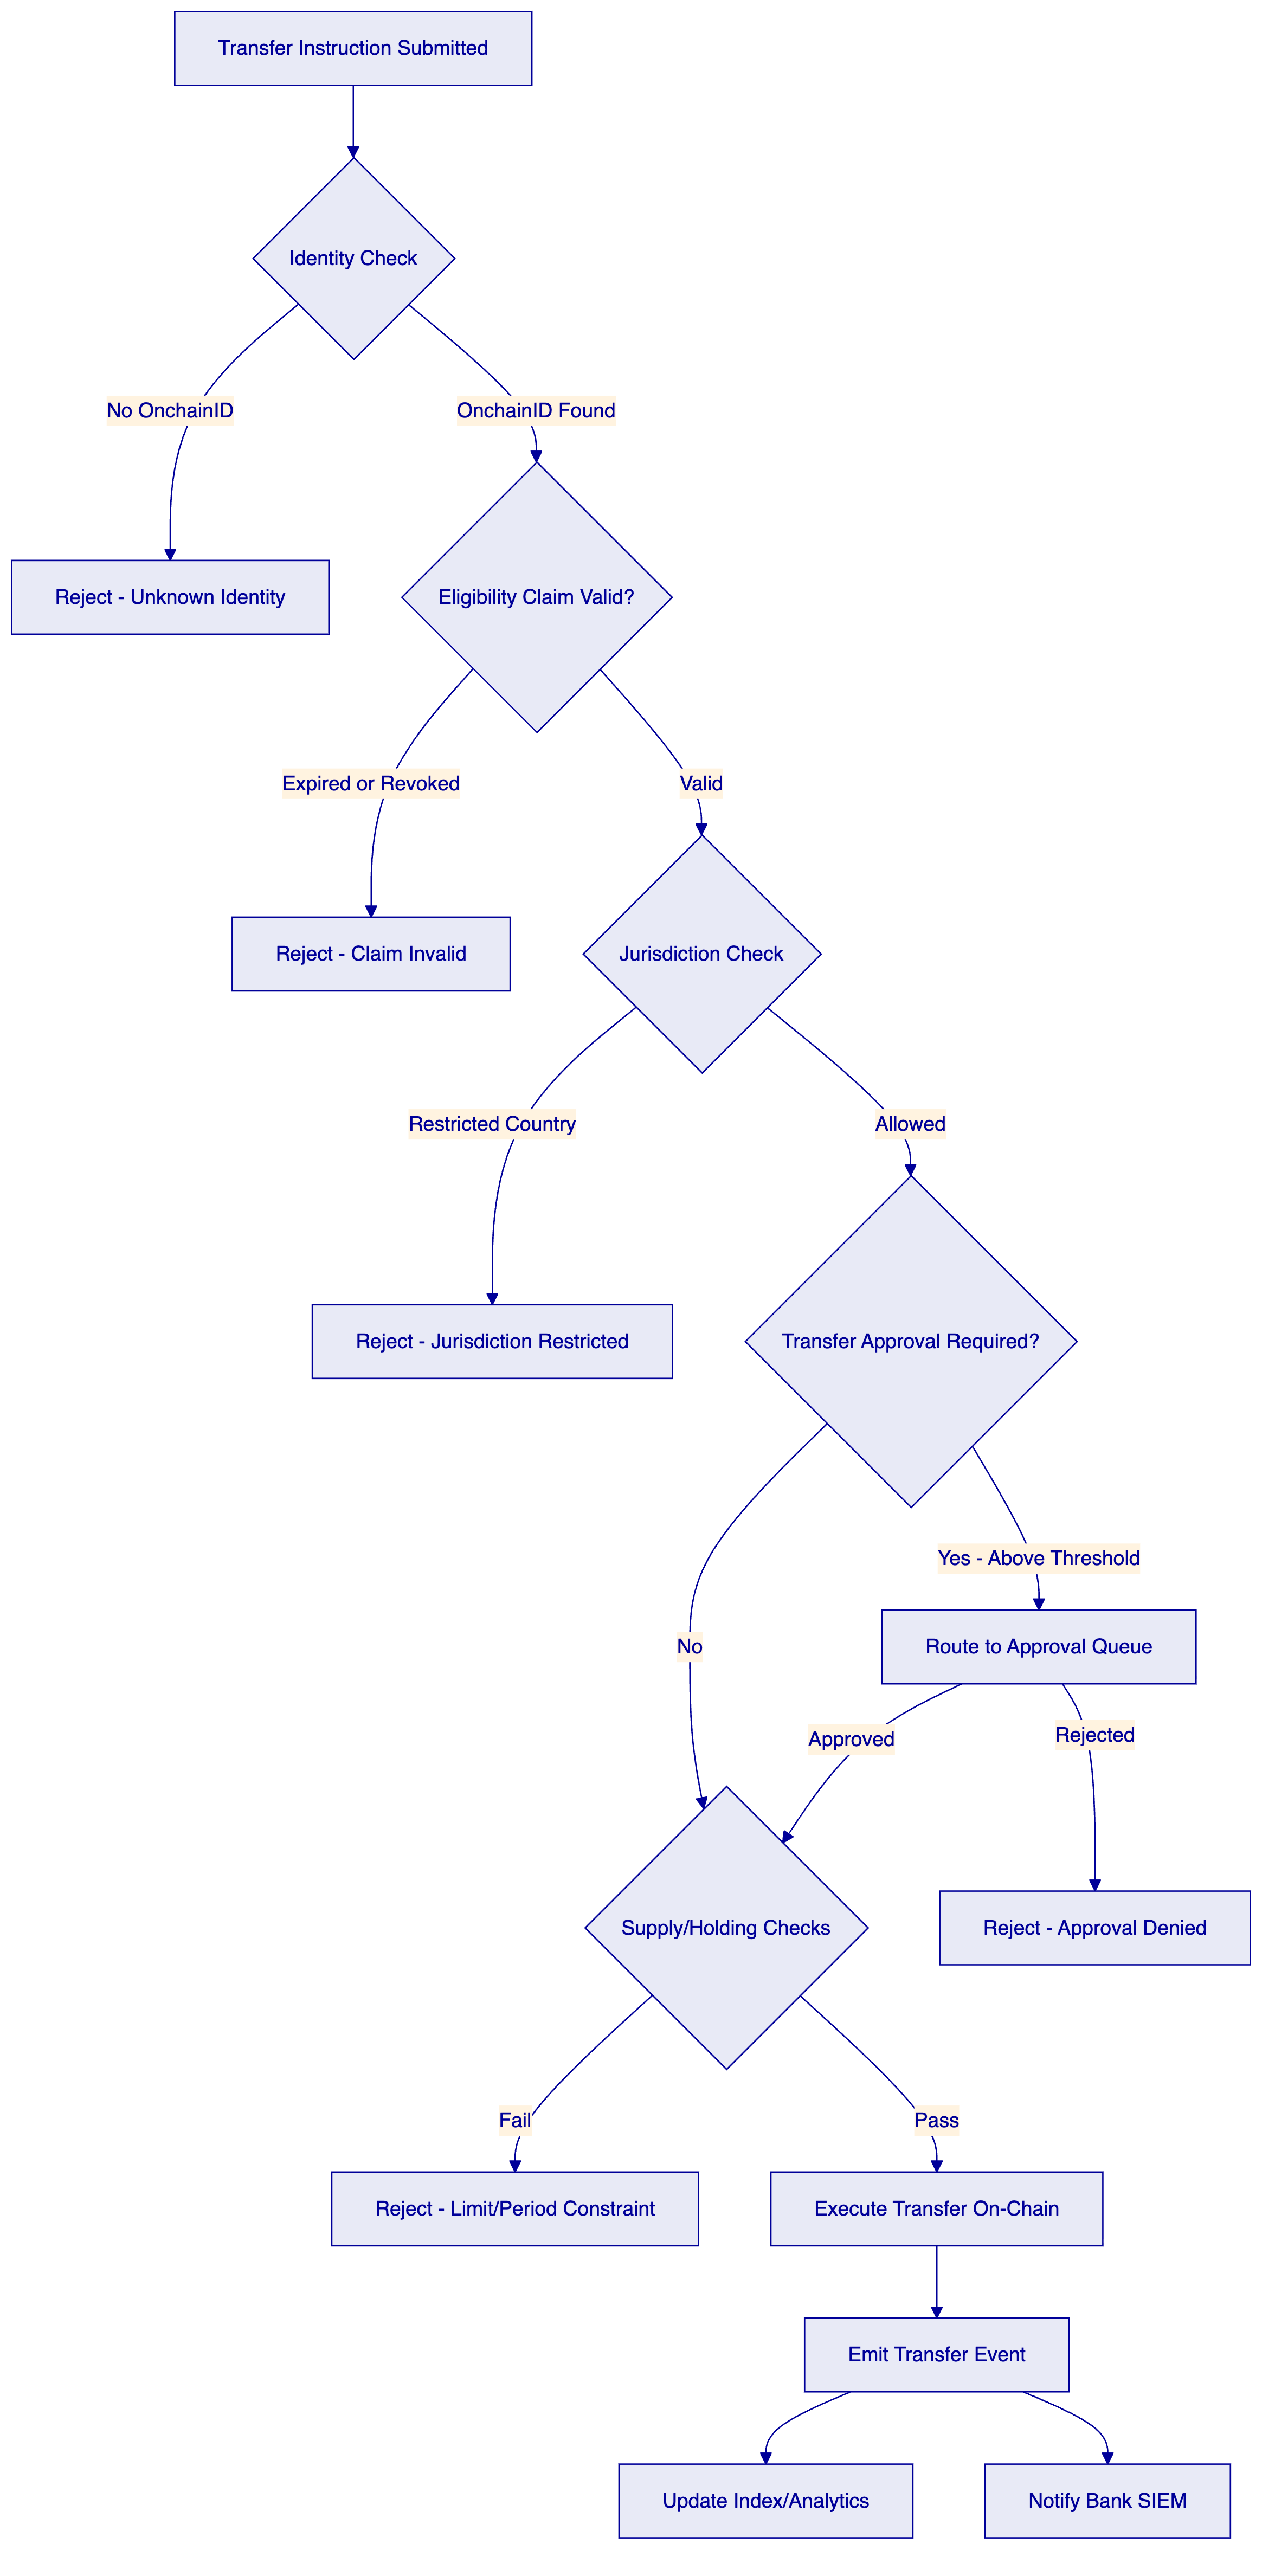 Transfer Instruction Submitted
Identity Check
No OnchainID
OnchainID Found
Reject - Unknown Identity
Eligibility Claim Valid?
Expired or Revoked
Valid
Reject - Claim Invalid
Jurisdiction Check
Restricted Country
Allowed
Reject - Jurisdiction Restricted
Transfer Approval Required?
Yes - Above Threshold
No
Route to Approval Queue
Approved
Rejected
Supply/Holding Checks
Reject - Approval Denied
Fail
Pass
Reject - Limit/Period Constraint
Execute Transfer On-Chain
Emit Transfer Event
Update Index/Analytics
Notify Bank SIEM